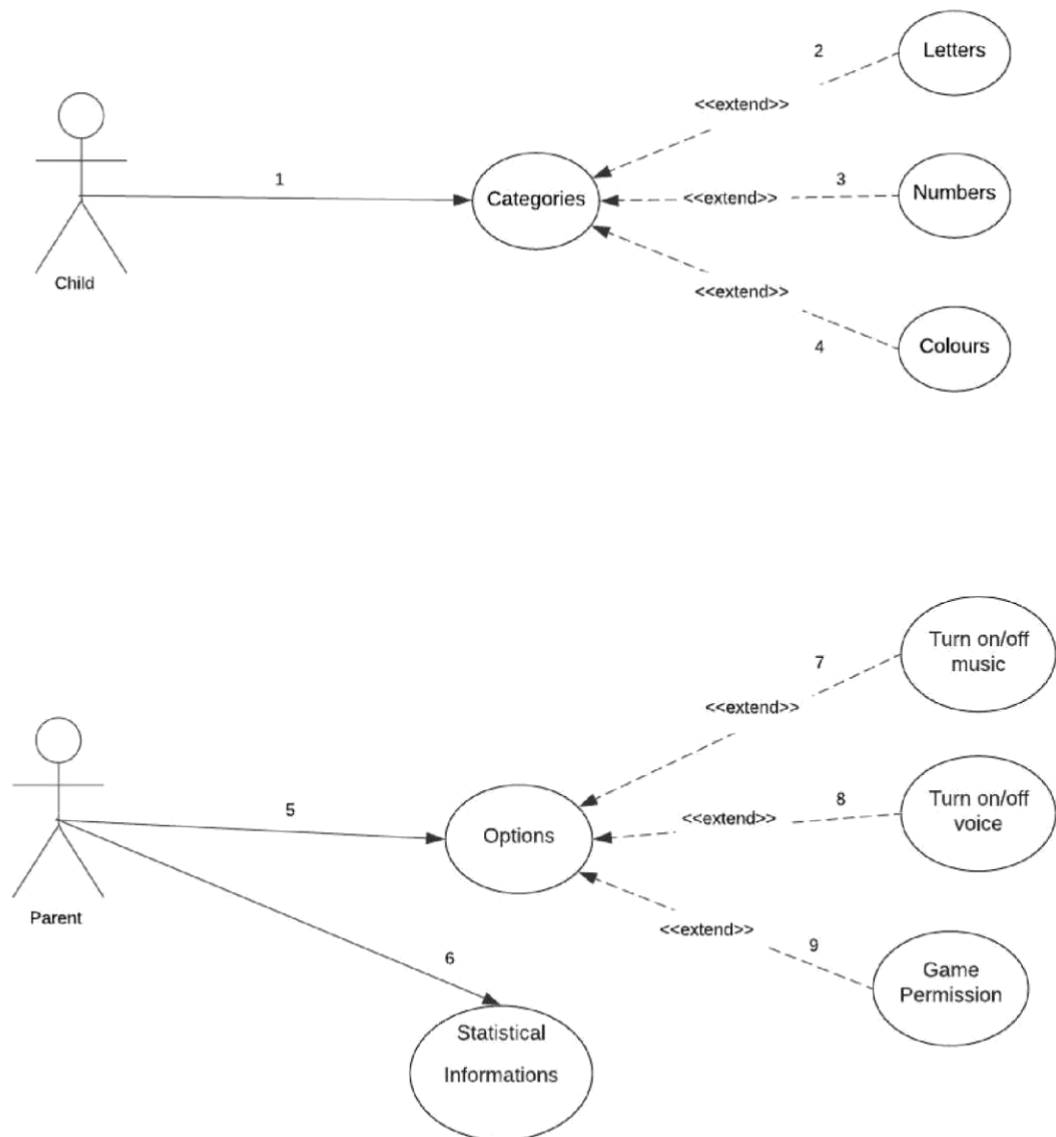 2
Letters
<<extend>>
1
Categories
<<extend>>
3
Numbers
Child
<<extend>>
4
Colours
7
Turn on/off
music
<<extend>>
5
Options
<<extend>>
8
Turn on/off
voice
Parent
<<extend>>
9
Game
Permission
6
Statistical
Informations